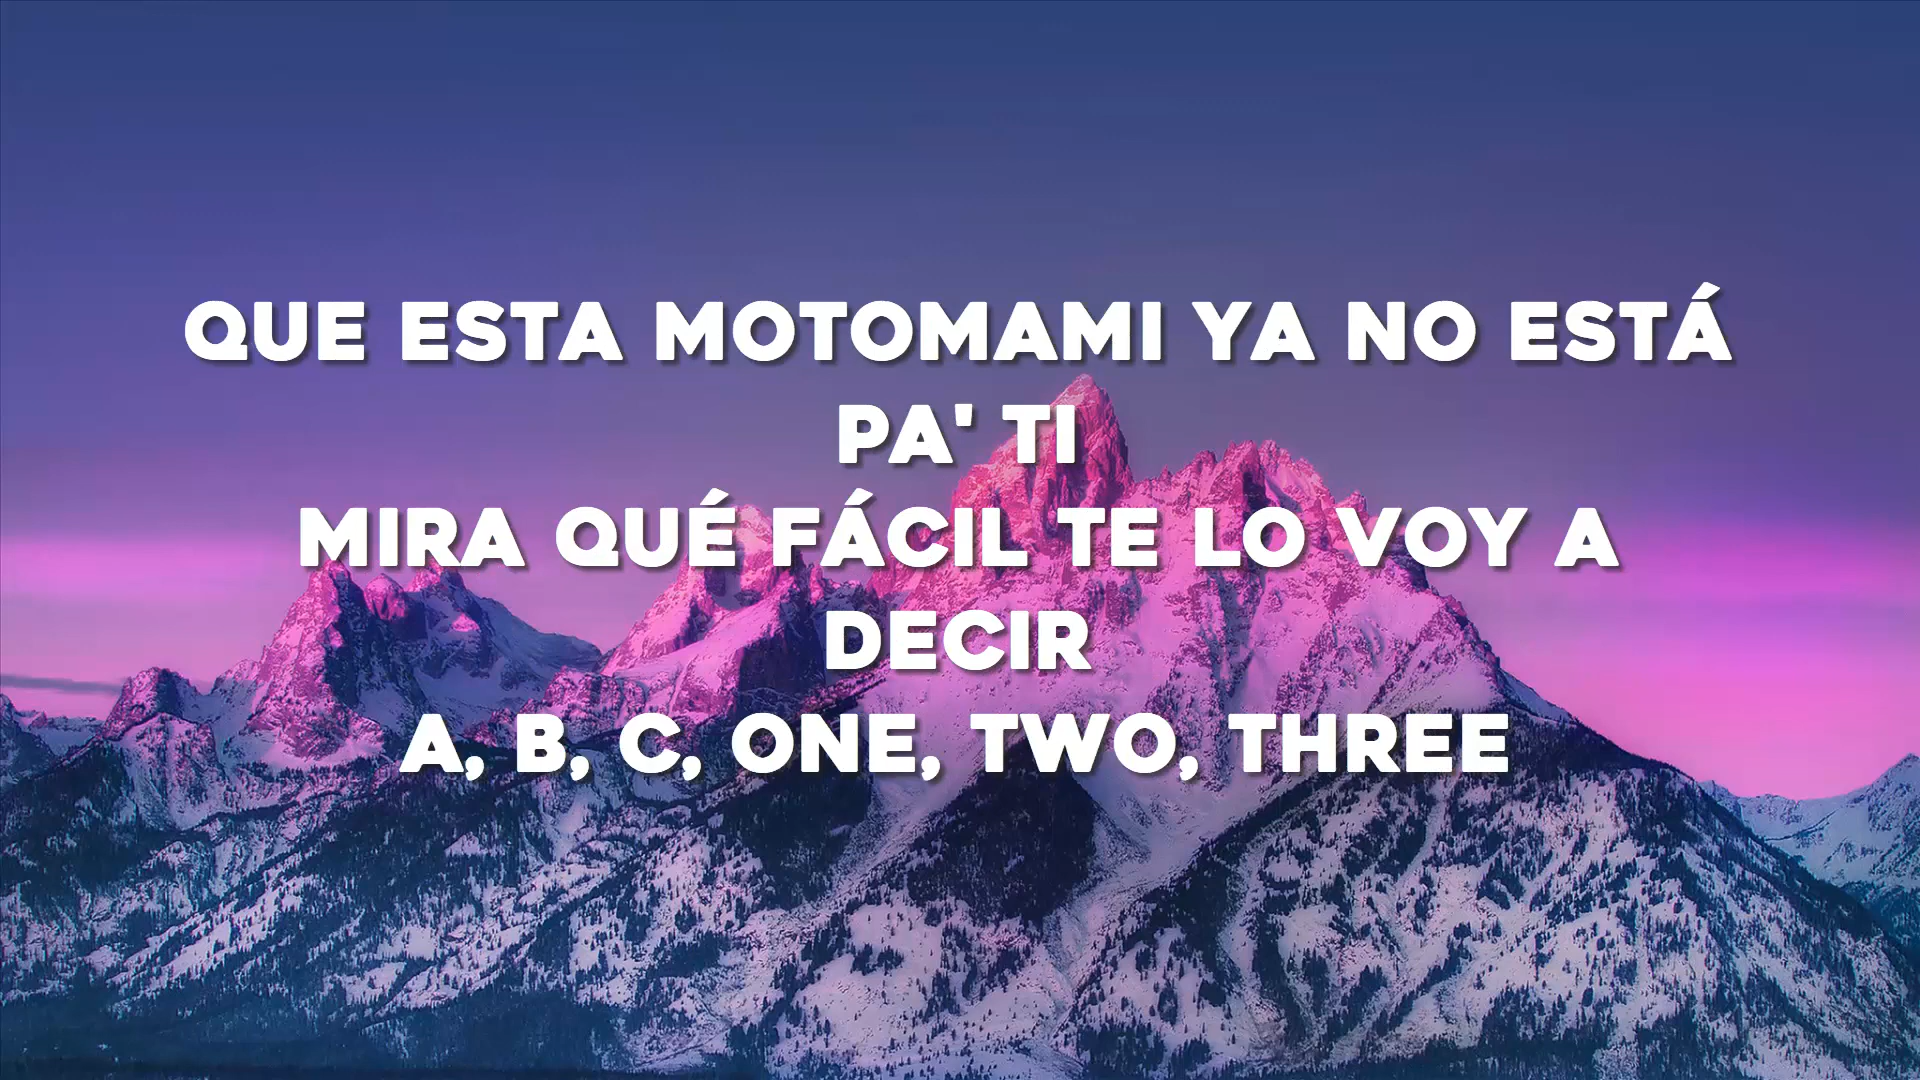 QUE ESTA MOTOMAMI YA NO ESTÁ
PA' TI
MIRA QUÉ FÁCIL TE LO VOY A
DECIR
A, B, C, ONE, TWO, THREE